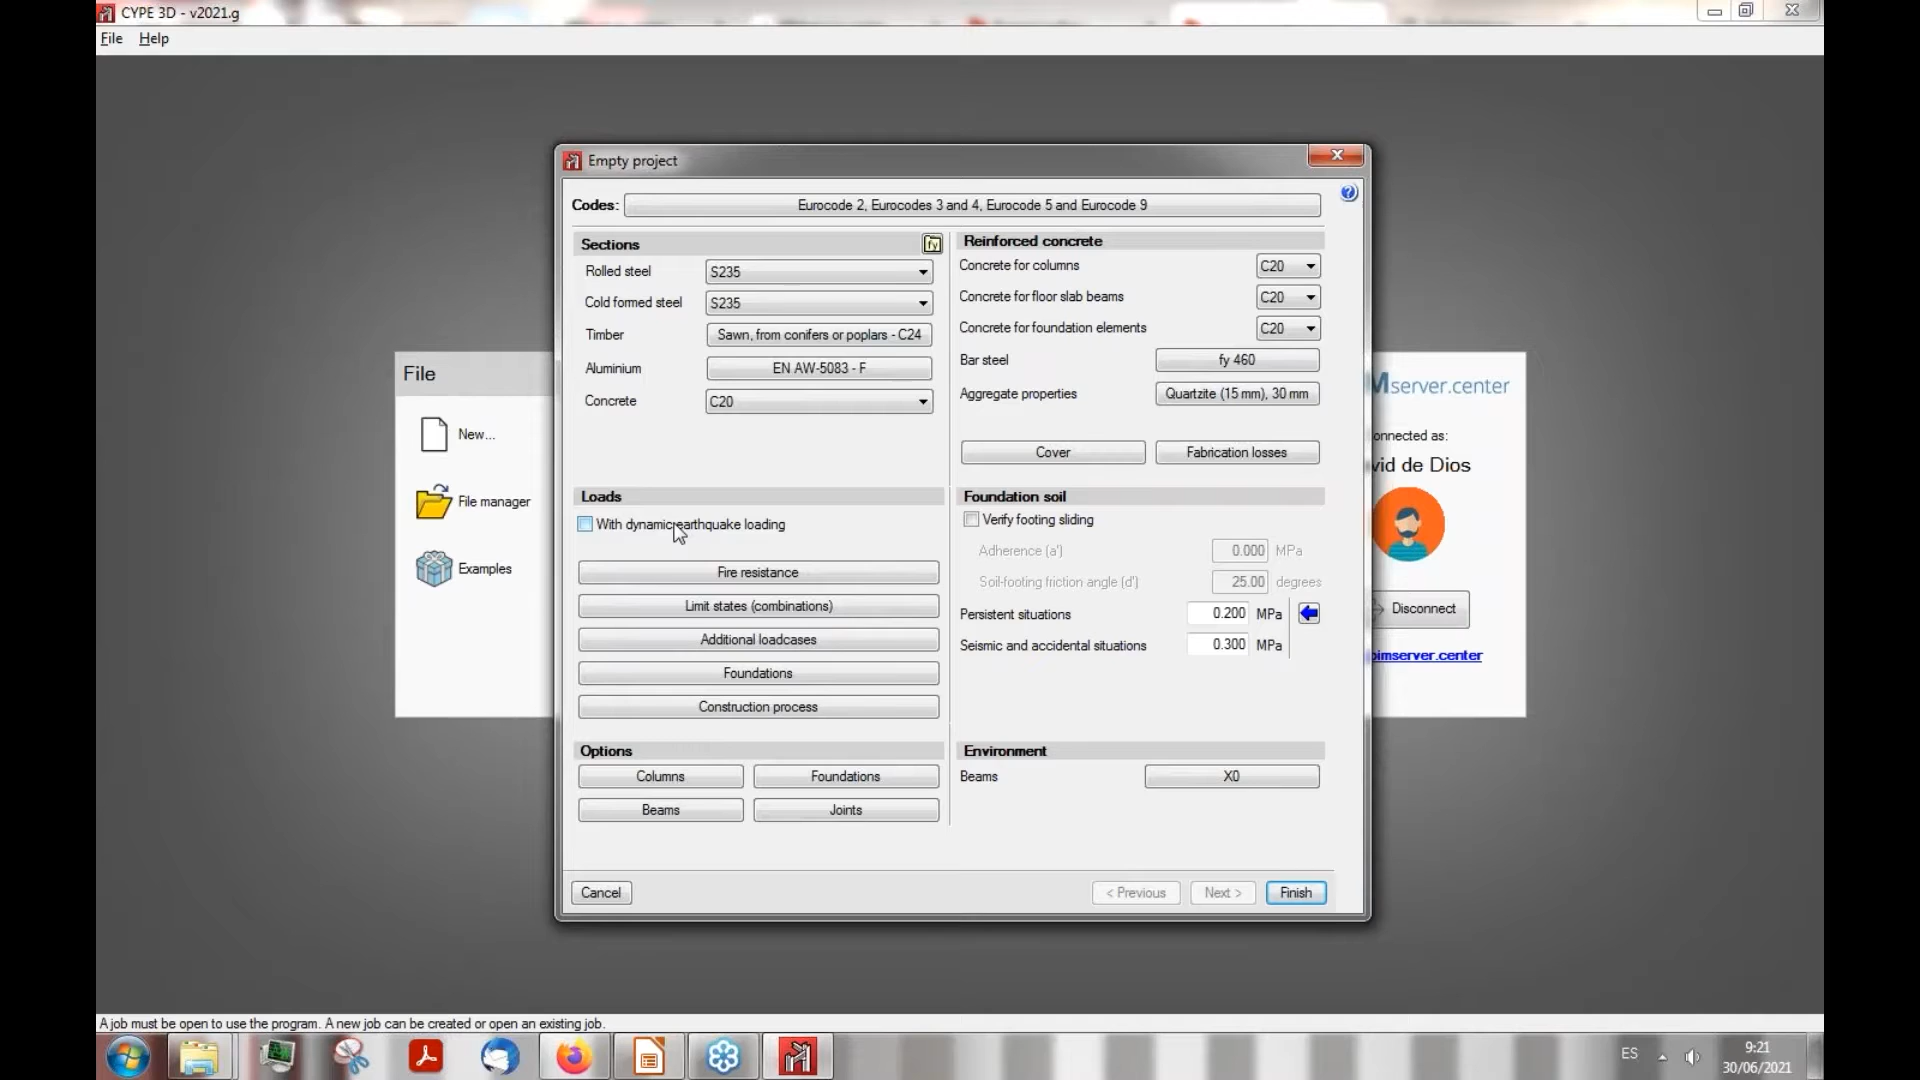 CYPE 3D - v2021.g
File Help
Empty project
Codes: Eurocode 2, Eurocodes 3 and 4, Eurocode 5 and Eurocode 9
Sections
fy
Rolled steel S235
Cold formed steel S235
Timber Sawn, from conifers or poplars - C24
Aluminium EN AW-5083 - F
Concrete C20
Reinforced concrete
Concrete for columns C20
Concrete for floor slab beams C20
Concrete for foundation elements C20
Bar steel fy 460
Aggregate properties Quartzite (15 mm), 30 mm
Cover Fabrication losses
Loads
With dynamic earthquake loading
Fire resistance
Limit states (combinations)
Additional loadcases
Foundations
Construction process
Foundation soil
Verify footing sliding
Adherence (a') 0.000 MPa
Soil-footing friction angle (d') 25.00 degrees
Persistent situations 0.200 MPa
Seismic and accidental situations 0.300 MPa
Options
Columns Foundations
Beams Joints
Environment
Beams X0
Cancel < Previous Next > Finish
File
New...
File manager
Examples
Mserver.center
onnected as:
vid de Dios
Disconnect
bimserver.center
A job must be open to use the program. A new job can be created or open an existing job.
ES
9:21
30/06/2021